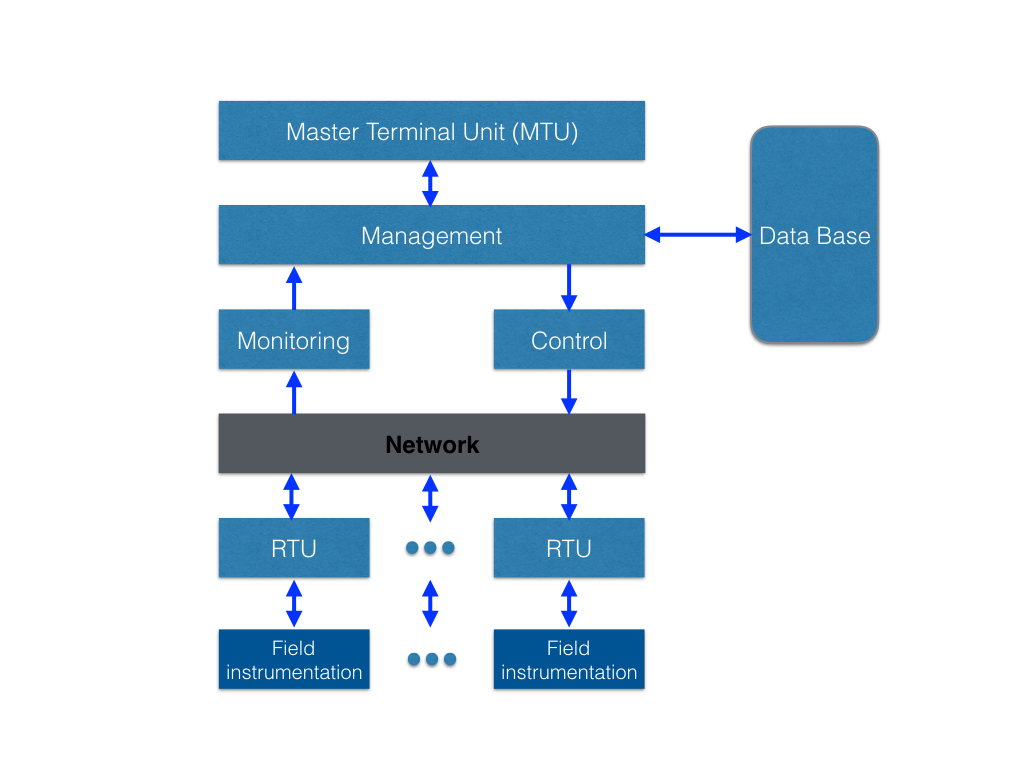 Master Terminal Unit (MTU)
Management
Data Base
Monitoring
Control
Network
RTU
RTU
Field
instrumentation
Field
instrumentation